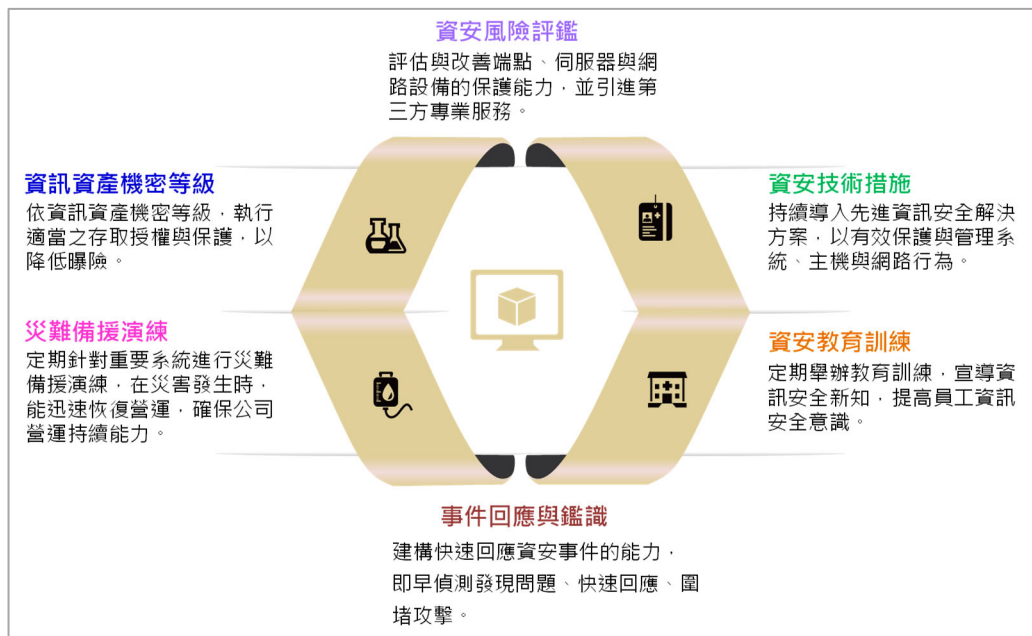 資安風險評鑑
評估與改善端點、伺服器與網
路設備的保護能力，並引進第
三方專業服務。
資訊資產機密等級
依資訊資產機密等級，執行
適當之存取授權與保護，以
降低曝險。
資安技術措施
持續導入先進資訊安全解決
方案，以有效保護與管理系
統、主機與網路行為。
災難備援演練
定期針對重要系統進行災難
備援演練，在災害發生時，
能迅速恢復營運，確保公司
營運持續能力。
資安教育訓練
定期舉辦教育訓練，宣導資
訊安全新知，提高員工資訊
安全意識。
事件回應與鑑識
建構快速回應資安事件的能力，
即早偵測發現問題、快速回應、圍
堵攻擊。